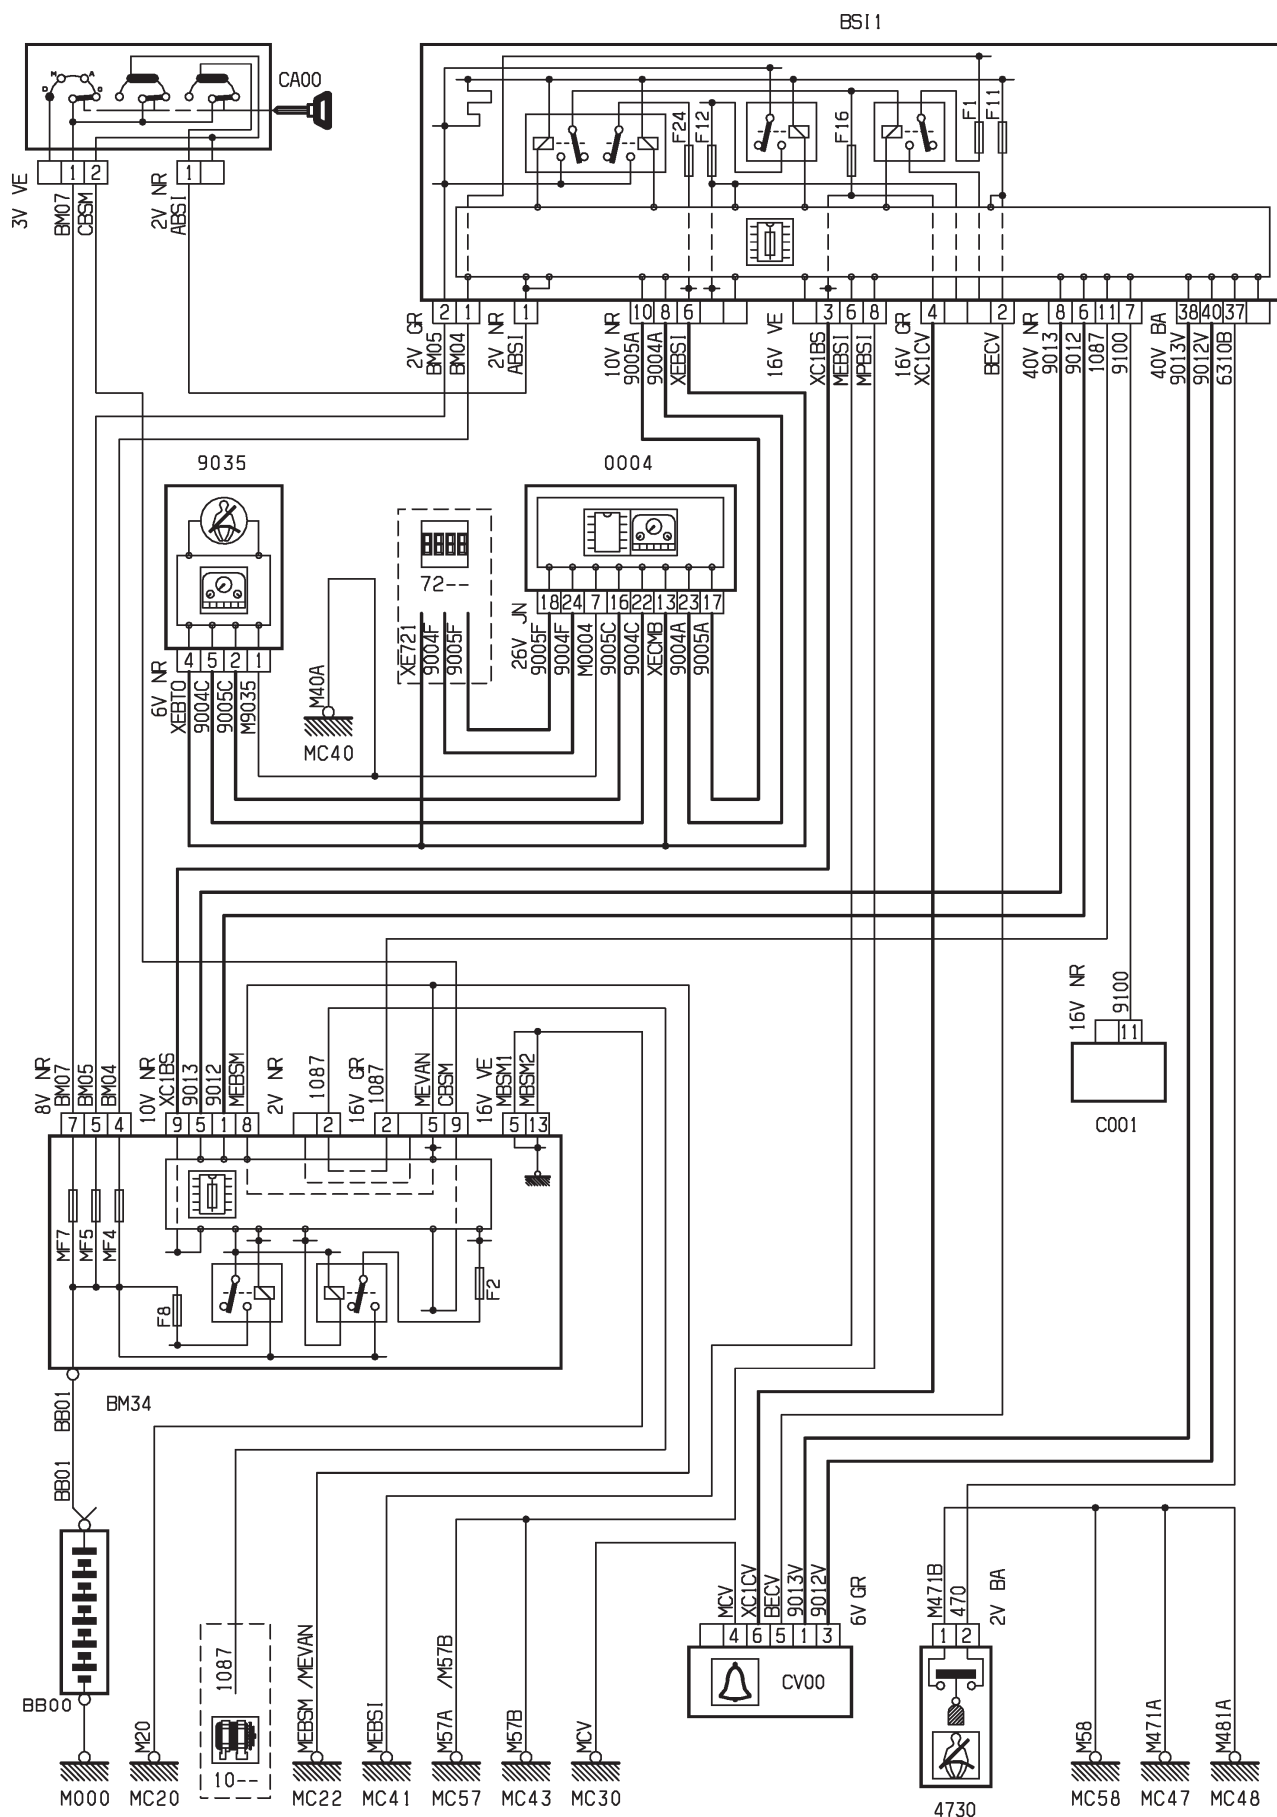 BSI1
CA00
M A
D G
F24 F12 F16 F1 F11
3V VE 1 2
BM07
CBSM
2V NR 1
ABSI
2V GR 2 1
BM05
BM04
2V NR 1
ABSI
10V NR 10 8 6
9005A
9004A
XEBSI
16V VE 3 6 8
XC1BS
MEBSI
MPBSI
16V GR 4 2
XC1CV
BECV
40V NR 8 6 11 7
9013
9012
1087
9100
40V BA 38 40 37
9013V
9012V
6310B
9035
0004
72--
6V NR 4 5 2 1
XEBTO
9004C
9005C
M9035
M40A
MC40
XE721
9004F
9005F
26V JN 18 24 7 16 22 13 23 17
9005F
9004F
M0004
9005C
9004C
XECMB
9004A
9005A
16V NR 11
9100
C001
8V NR 7 5 4
BM07
BM05
BM04
10V NR 9 5 1 8
XC1BS
9013
9012
MEBSM
2V NR 2
1087
16V GR 2 5 9
1087
MEVAN
CBSM
16V VE 5 13
MBSM1
MBSM2
MF7 MF5 MF4
F8
F2
BM34
BB01
BB01
BB00
M000
M20
MC20
1087
10--
MEBSM /MEVAN
MC22
MEBSI
MC41
M57A /M57B
MC57
M57B
MC43
MCV
MC30
MCV
XC1CV
BECV
9013V
9012V
6V GR
4 6 5 1 3
CV00
M471B
470
2V BA
1 2
4730
M58
MC58
M471A
MC47
M481A
MC48